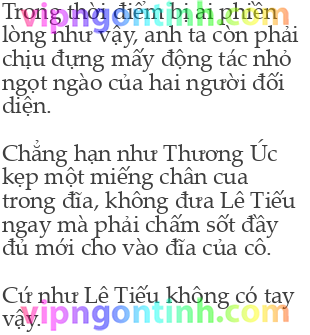 Trong thời điểm bị ai phiền
vipngontinh.com
lòng như vậy, anh ta còn phải
chịu đựng mấy động tác nhỏ
ngọt ngào của hai người đối
diện.
Chẳng hạn như Thương Úc
kẹp một miếng chân cua
trong đĩa, không đưa Lê Tiếu
ngay mà phải chấm sốt đầy
đủ mới cho vào đĩa của cô.
Cứ như Lê Tiếu không có tay
vipngontinh.com
vậy.